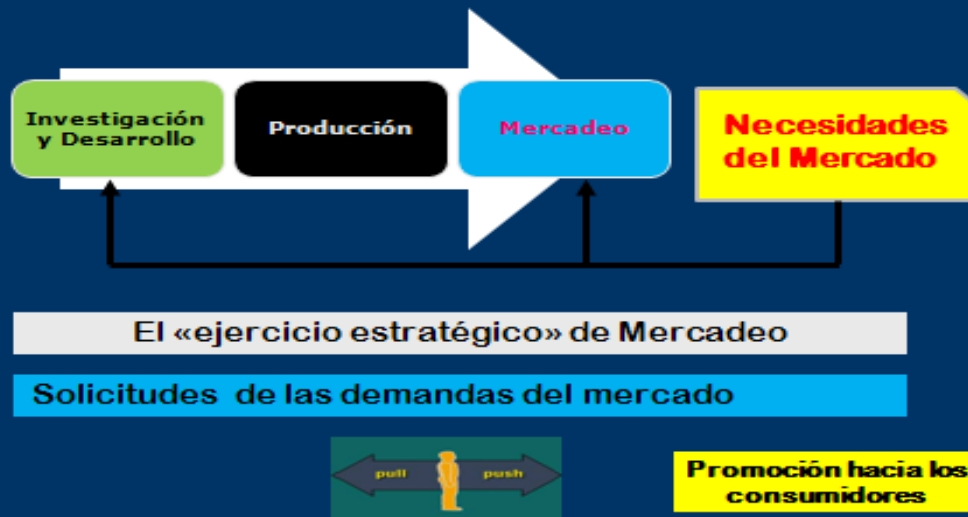 Investigación
y Desarrollo
Producción
Mercadeo
Necesidades
del Mercado
El «ejercicio estratégico» de Mercadeo
Solicitudes de las demandas del mercado
pull
push
Promoción hacia los
consumidores